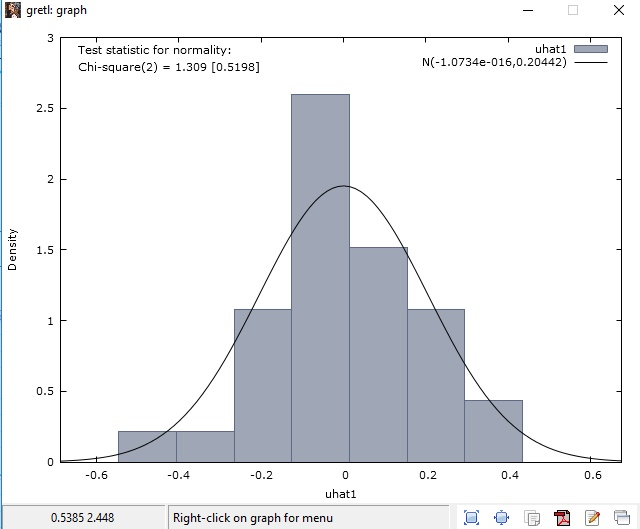 gretl: graph
Test statistic for normality:
Chi-square(2) = 1.309 [0.5198]
uhat1
N(-1.0734e-016,0.20442)
3
2.5
2
1.5
1
0.5
0
Density
-0.6
-0.4
-0.2
0
0.2
0.4
0.6
uhat1
0.5385 2.448
Right-click on graph for menu